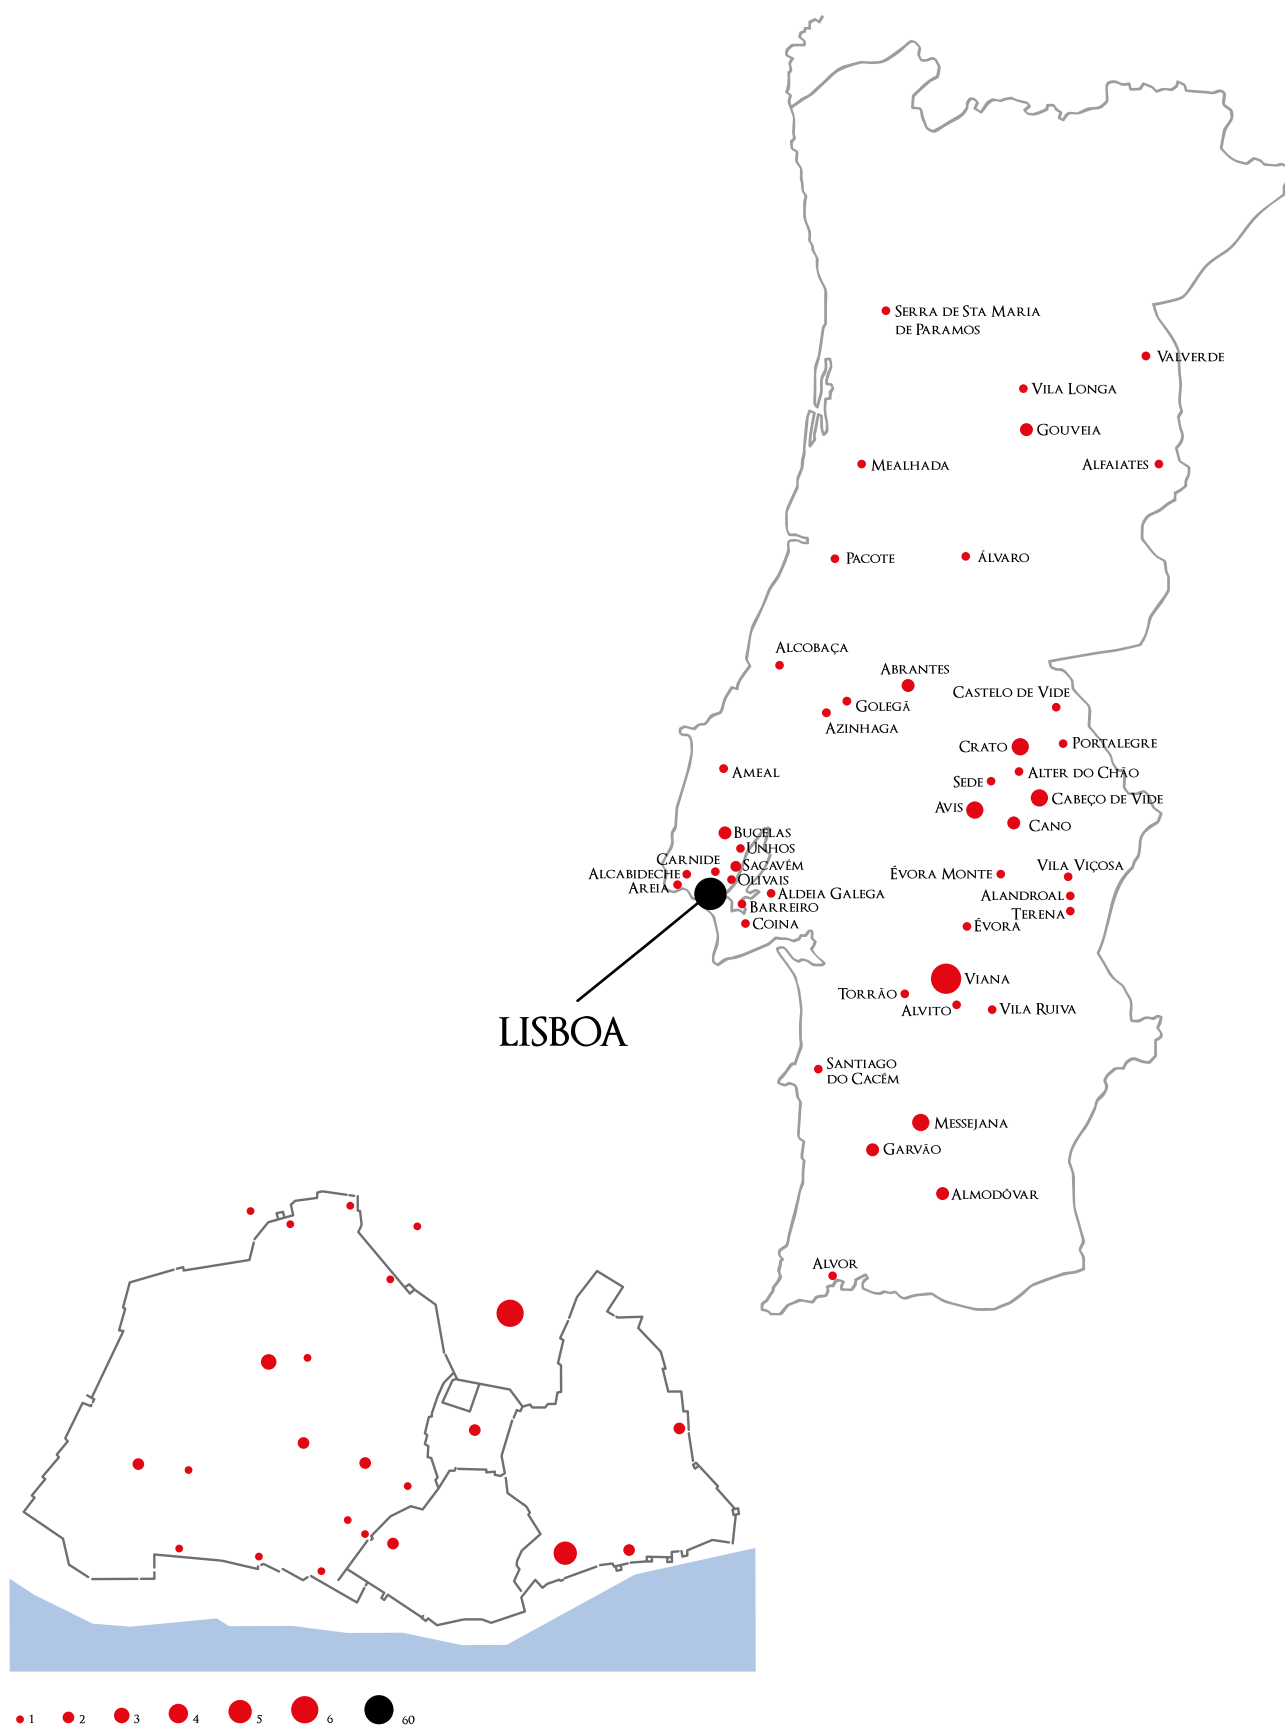 Serra de Sta Maria
de Paramos
Valverde
Vila Longa
Gouveia
Mealhada
Alfaiates
Pacote
Álvaro
Alcobaça
Abrantes
Castelo de Vide
Golegã
Azinhaga
Crato
Portalegre
Ameal
Alter do Chão
Sede
Cabeço de Vide
Avis
Cano
Bucelas
Unhos
Carnide
Sacavém
Alcabideche
Olivais
Areia
Aldeia Galega
Barreiro
Coina
Évora Monte
Vila Viçosa
Alandroal
Terena
Évora
Viana
Torrão
Alvito
Vila Ruiva
LISBOA
Santiago
do Cacém
Messejana
Garvão
Almodôvar
Alvor
1 2 3 4 5 6 60